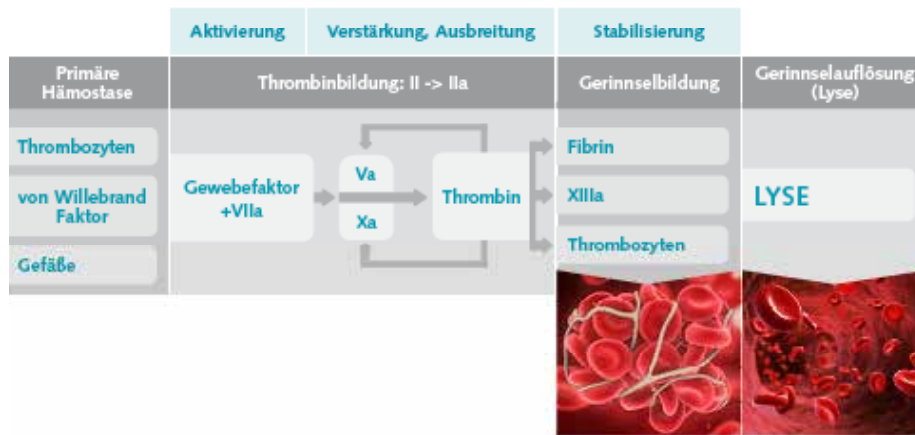 Aktivierung
Verstärkung, Ausbreitung
Stabilisierung
Primäre
Hämostase
Thrombinbildung: II -> IIa
Gerinnselbildung
Gerinnselauflösung
(Lyse)
Thrombozyten
von Willebrand
Faktor
Gefäße
Gewebefaktor
+VIIa
Va
Xa
Thrombin
Fibrin
XIIIa
Thrombozyten
LYSE